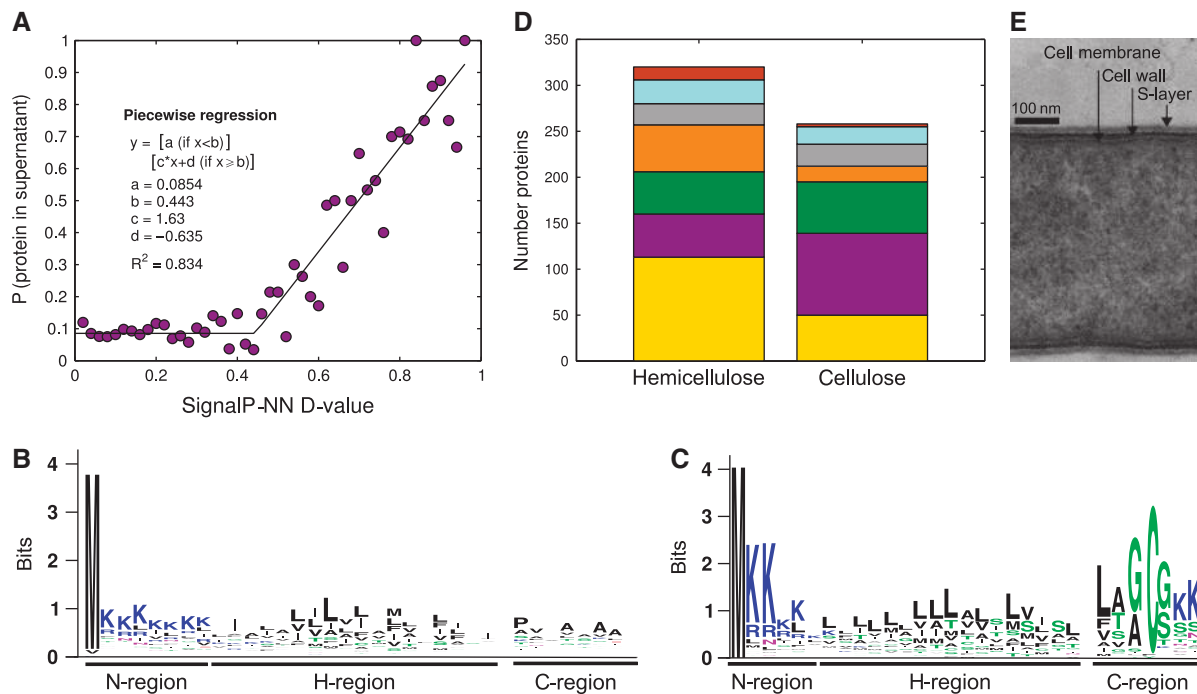 A
1
0.9
0.8
0.7
0.6
0.5
0.4
0.3
0.2
0.1
0
P (protein in supernatant)
Piecewise regression
y = [a (if x<b)]
[c*x+d (if x≥b)]
a = 0.0854
b = 0.443
c = 1.63
d = −0.635
R² = 0.834
0 0.2 0.4 0.6 0.8 1
SignalP-NN D-value
D
350
300
250
200
150
100
50
0
Number proteins
Hemicellulose Cellulose
E
Cell membrane
Cell wall
S-layer
100 nm
B
4
3
2
1
0
Bits
N-region H-region C-region
C
4
3
2
1
0
Bits
N-region H-region C-region